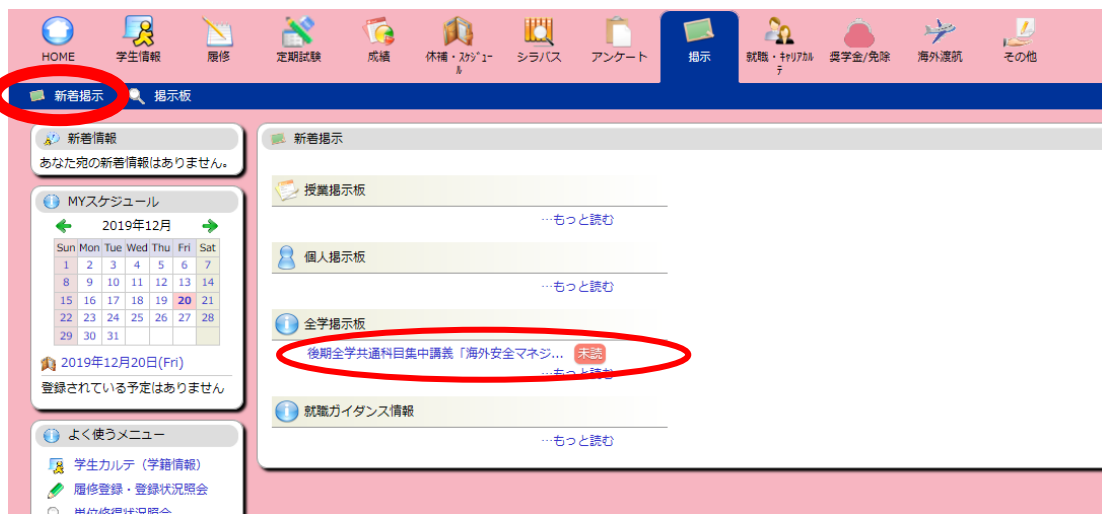 HOME
学生情報
履修
定期試験
成績
休補・ｽｹｼﾞｭｰ
ﾙ
シラバス
アンケート
掲示
就職・ｷｬﾘｱｶﾙ
ﾃ
奨学金/免除
海外渡航
その他
新着掲示
掲示板
新着情報
あなた宛の新着情報はありません。
MYスケジュール
2019年12月
Sun Mon Tue Wed Thu Fri Sat
1 2 3 4 5 6 7
8 9 10 11 12 13 14
15 16 17 18 19 20 21
22 23 24 25 26 27 28
29 30 31
2019年12月20日(Fri)
登録されている予定はありません
よく使うメニュー
学生カルテ（学籍情報）
履修登録・登録状況照会
単位修得状況照会
新着掲示
授業掲示板
…もっと読む
個人掲示板
…もっと読む
全学掲示板
後期全学共通科目集中講義「海外安全マネジ... 未読
…もっと読む
就職ガイダンス情報
…もっと読む